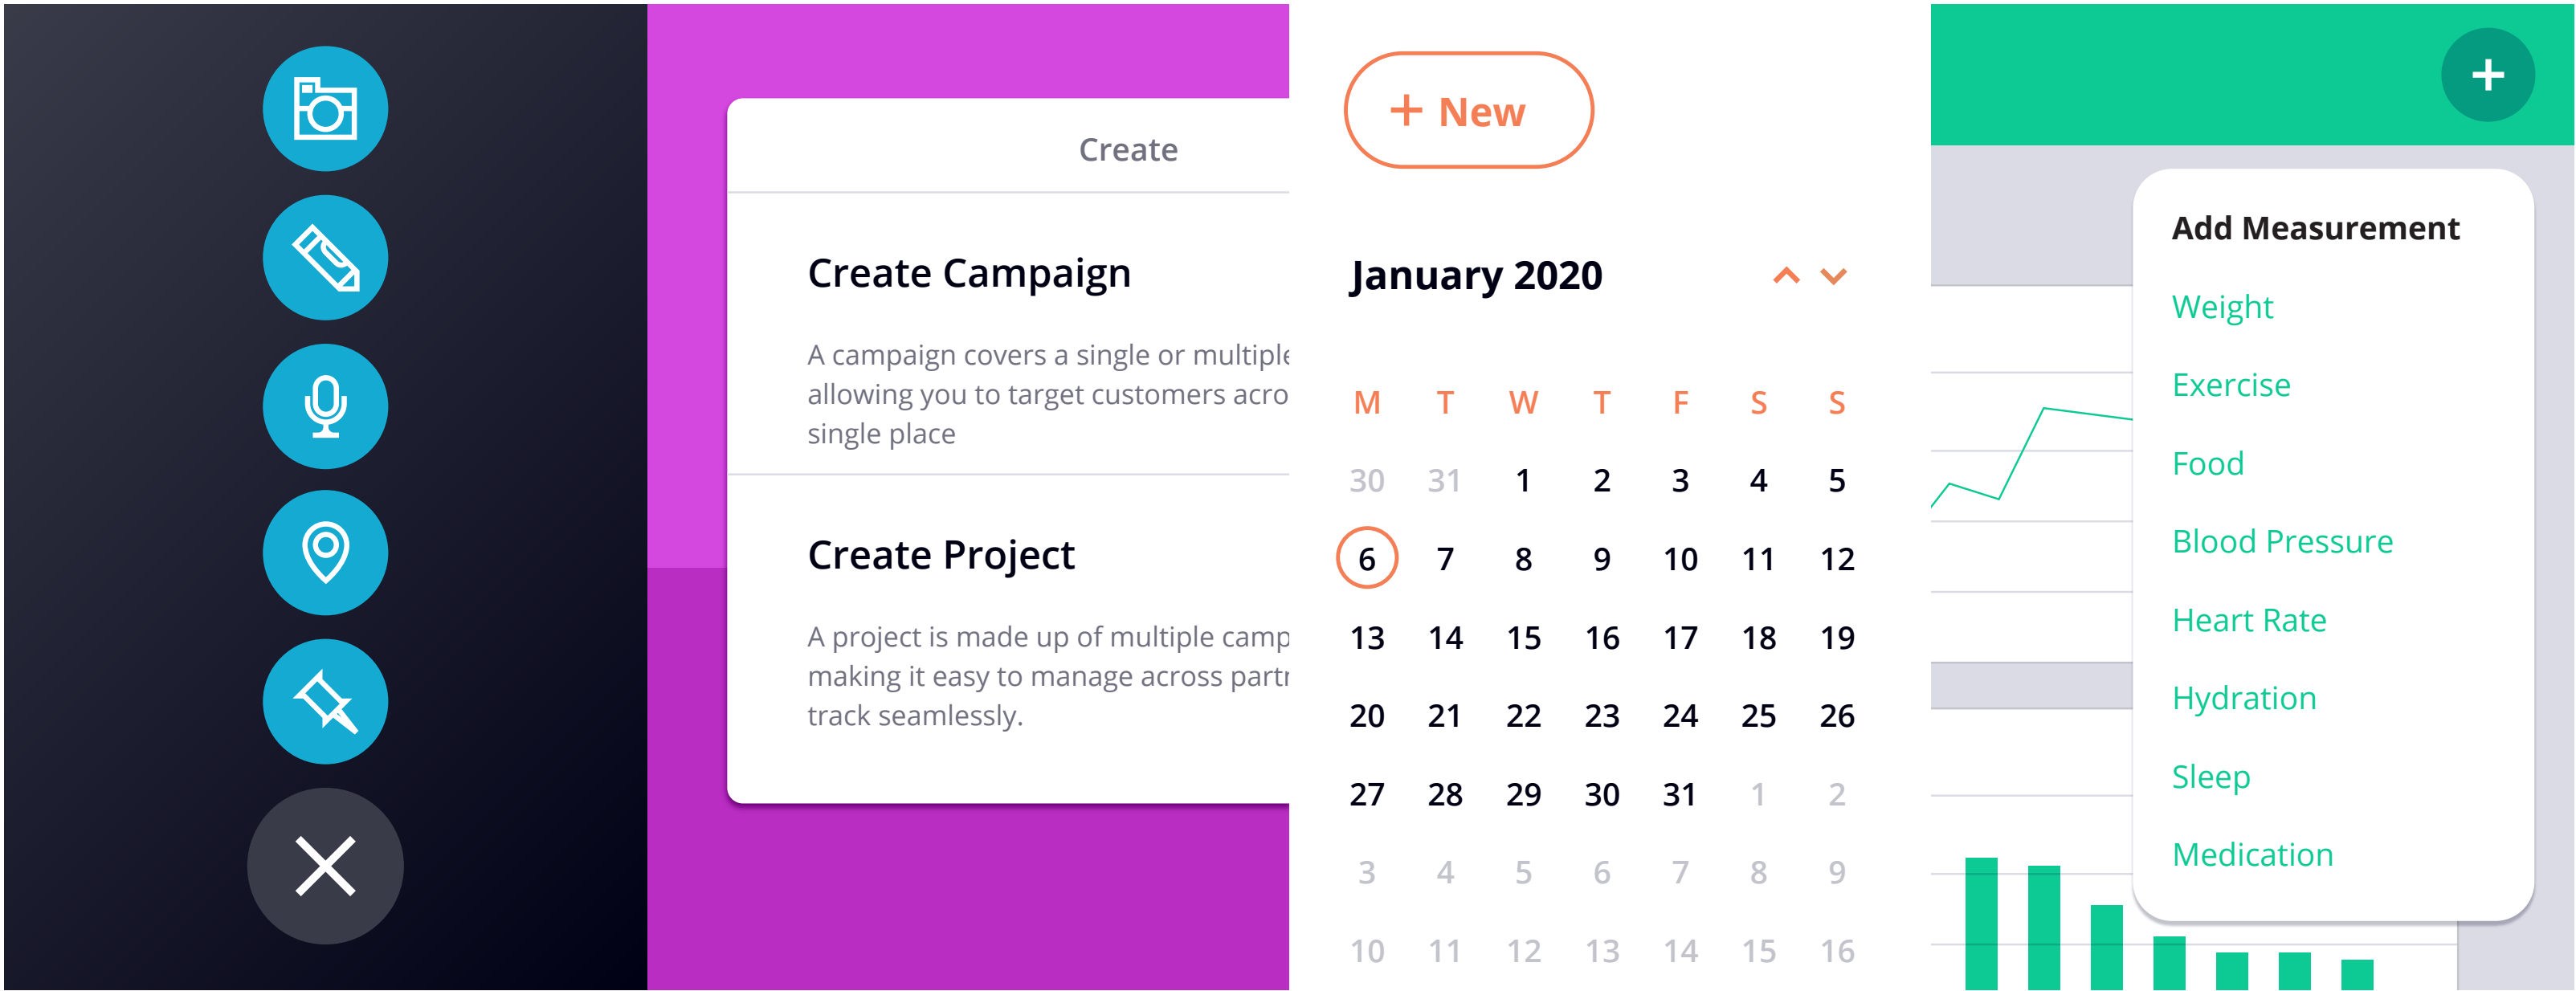 Create
Create Campaign
A campaign covers a single or multiple
allowing you to target customers acro
single place
Create Project
A project is made up of multiple camp
making it easy to manage across partr
track seamlessly.
+ New
January 2020
M T W T F S S
30 31 1 2 3 4 5
6 7 8 9 10 11 12
13 14 15 16 17 18 19
20 21 22 23 24 25 26
27 28 29 30 31 1 2
3 4 5 6 7 8 9
10 11 12 13 14 15 16
+
Add Measurement
Weight
Exercise
Food
Blood Pressure
Heart Rate
Hydration
Sleep
Medication